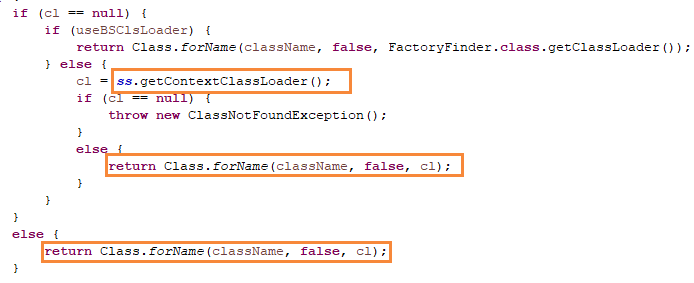 if (cl == null) {
if (useBSClsLoader) {
return Class.forName(className, false, FactoryFinder.class.getClassLoader());
} else {
cl = ss.getContextClassLoader();
if (cl == null) {
throw new ClassNotFoundException();
}
else {
return Class.forName(className, false, cl);
}
}
}
else {
return Class.forName(className, false, cl);
}